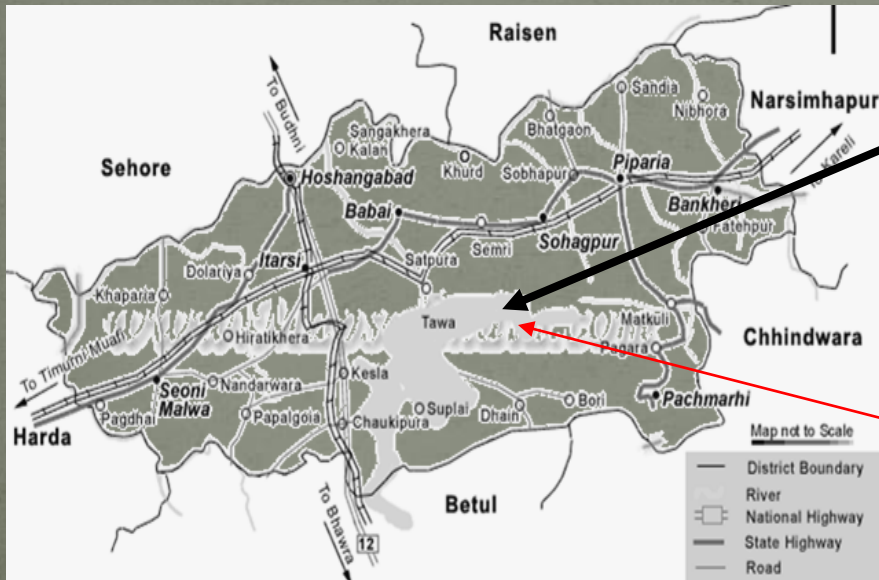 Raisen
To Budhni
Sandia
Nibhora
Narsimhapur
Sangakhera
Kalan
Bhatgaon
To Kareli
Sehore
Khurd
Sobhapur
Piparia
Hoshangabad
Bankheri
Babai
Fatehpur
Semri
Sohagpur
Itarsi
Satpura
Dolariya
Khaparia
Matkuli
Tawa
Chhindwara
Hiratikhera
Pagara
To Timurni Muafi
Kesla
Seoni
Malwa
Nandarwara
Suplai
Bori
Pachmarhi
Dhain
Pagdhai
Papalgoia
Chaukipura
Harda
Map not to Scale
District Boundary
Betul
River
To Bhawra
National Highway
12
State Highway
Road